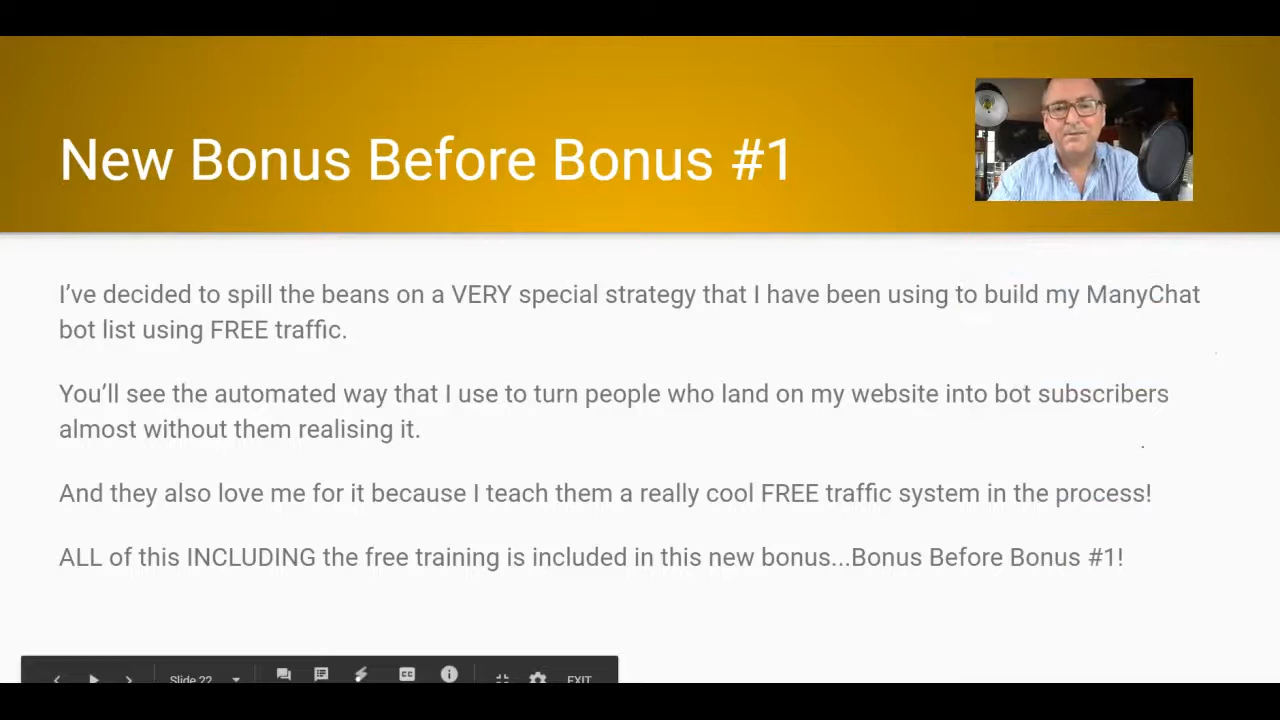 New Bonus Before Bonus #1
I’ve decided to spill the beans on a VERY special strategy that I have been using to build my ManyChat
bot list using FREE traffic.
You’ll see the automated way that I use to turn people who land on my website into bot subscribers
almost without them realising it.
And they also love me for it because I teach them a really cool FREE traffic system in the process!
ALL of this INCLUDING the free training is included in this new bonus...Bonus Before Bonus #1!
Slide 22 CC EXIT